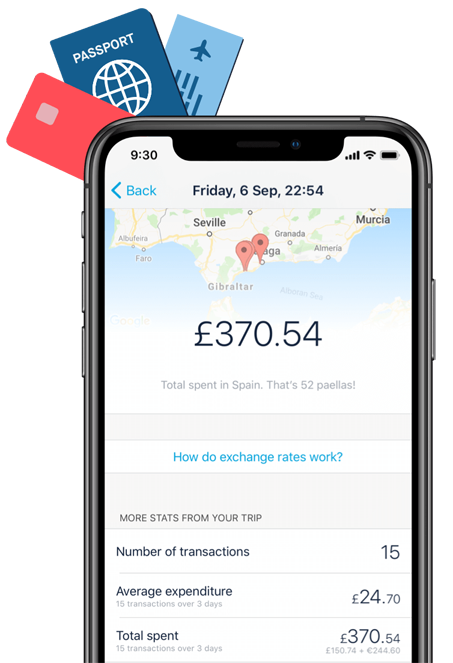 PASSPORT
9:30
Back
Friday, 6 Sep, 22:54
Seville
Murcia
Albufeira
Granada
Faro
aga
Almería
Gibraltar
Alboran Sea
Google
£370.54
Total spent in Spain. That's 52 paellas!
How do exchange rates work?
MORE STATS FROM YOUR TRIP
Number of transactions
15
Average expenditure
£24.70
15 transactions over 3 days
Total spent
£370.54
15 transactions over 3 days
£150.74 + €244.60